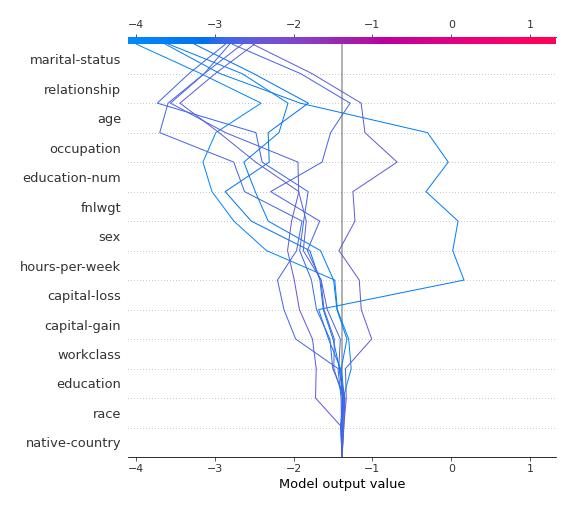 −4 −3 −2 −1 0 1
marital-status
relationship
age
occupation
education-num
fnlwgt
sex
hours-per-week
capital-loss
capital-gain
workclass
education
race
native-country
−4 −3 −2 −1 0 1
Model output value